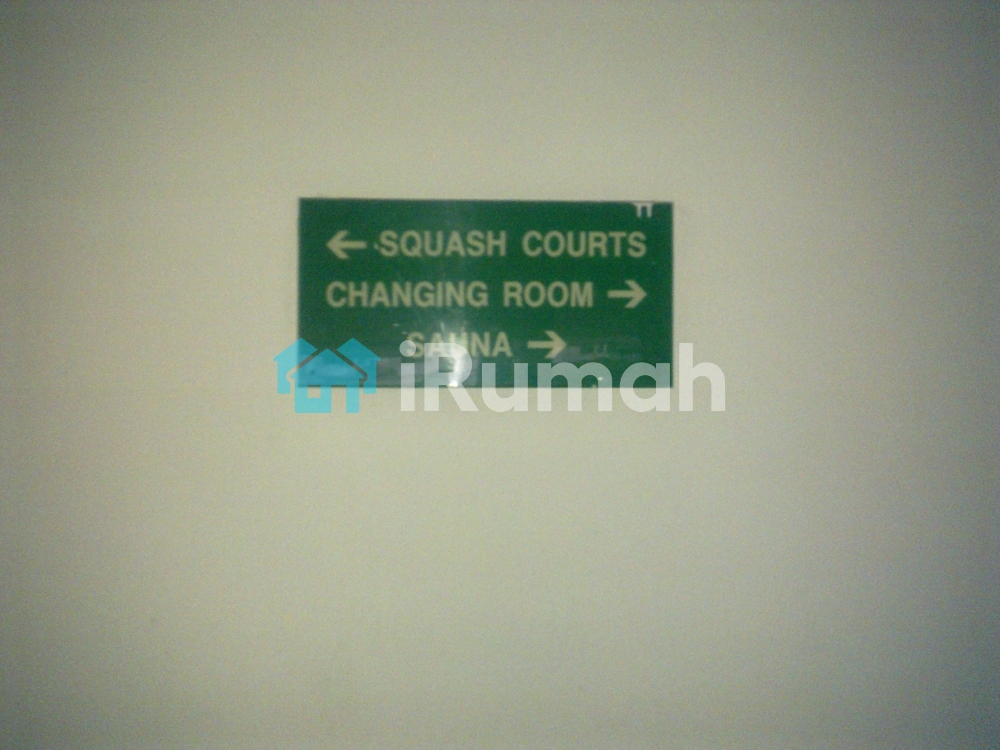 ← SQUASH COURTS
CHANGING ROOM →
SAUNA →
iRumah